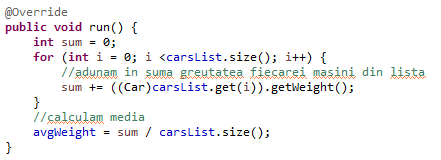 @Override
public void run() {
    int sum = 0;
    for (int i = 0; i <carsList.size(); i++) {
        //adunam in suma greutatea fiecarei masini din lista
        sum += ((Car)carsList.get(i)).getWeight();
    }
    //calculam media
    avgWeight = sum / carsList.size();
}